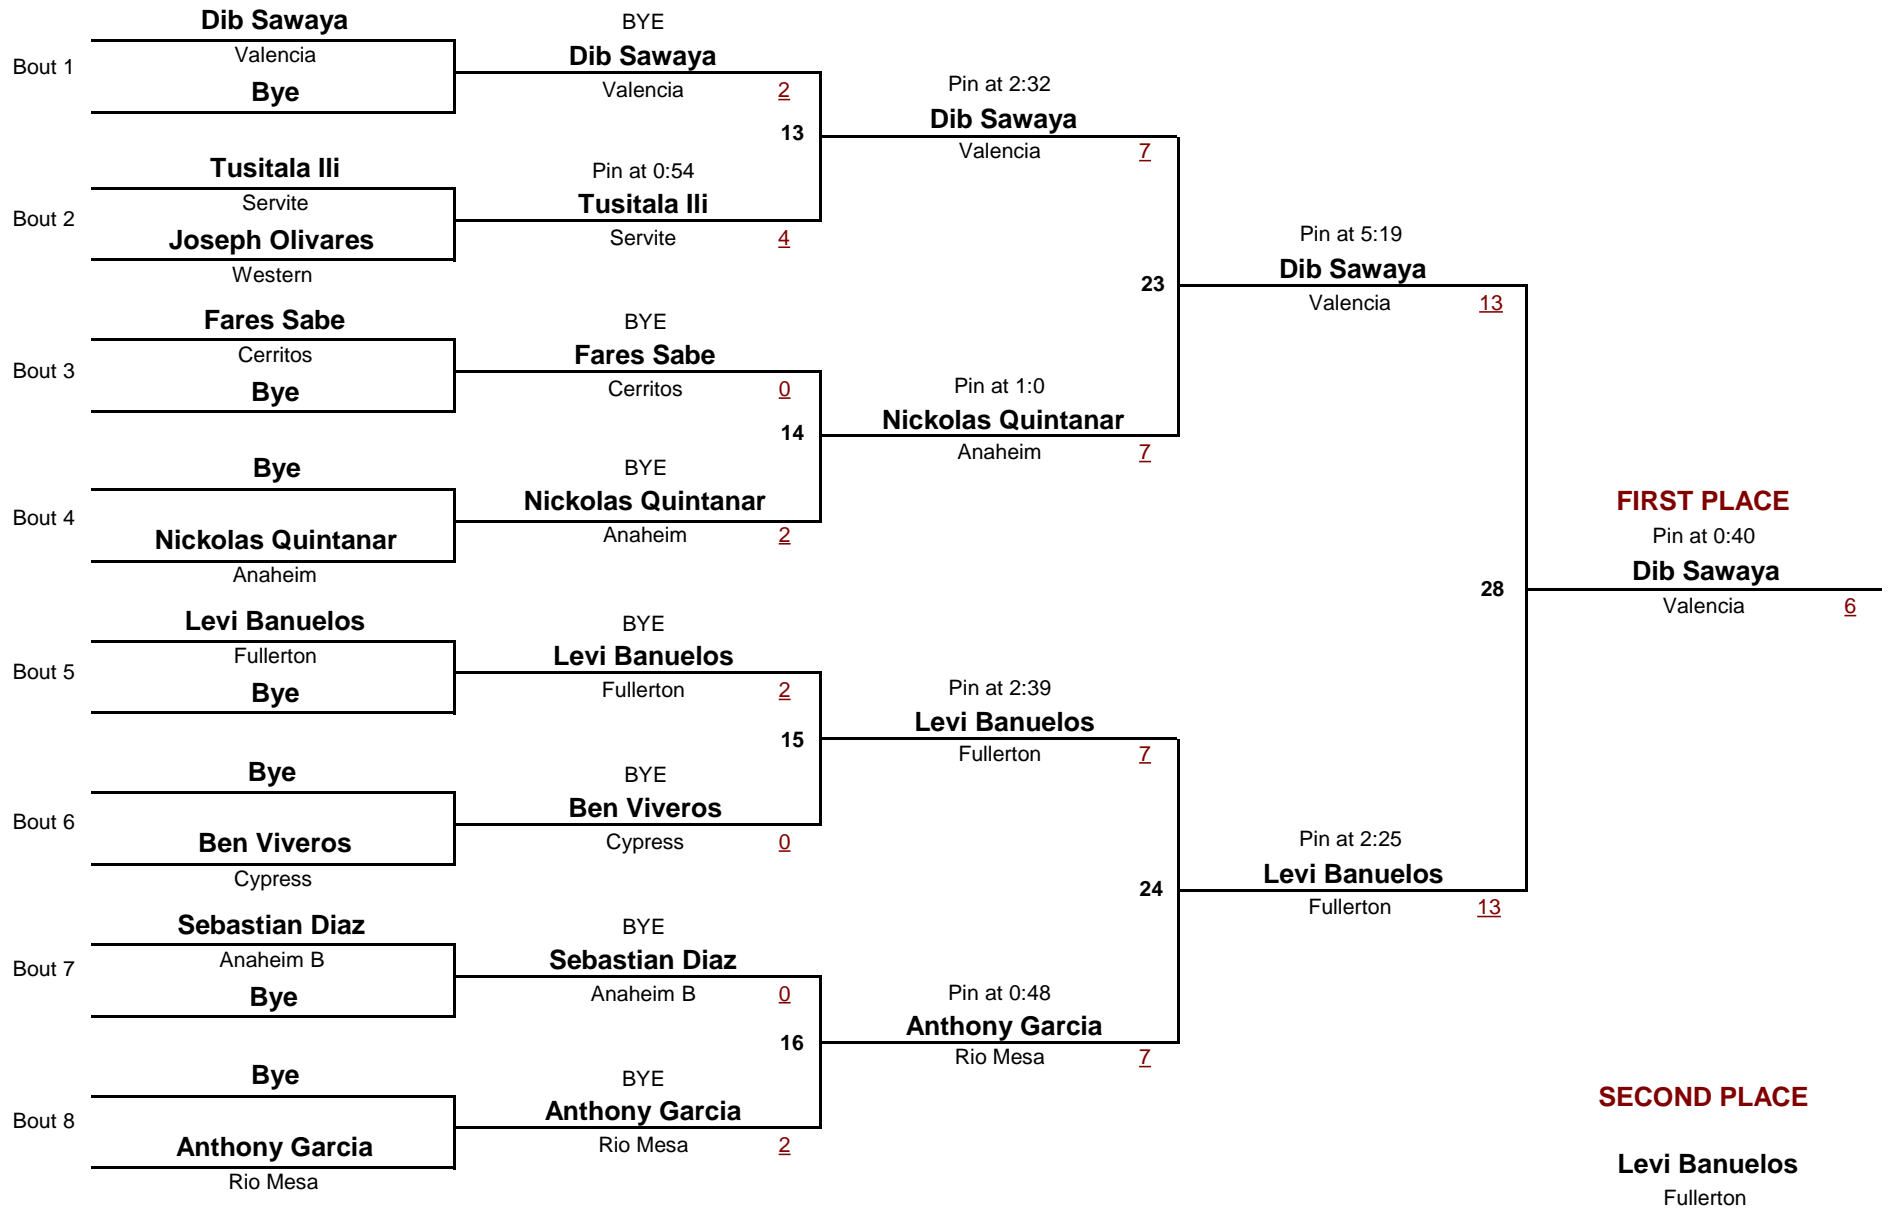 Bout 1
Dib Sawaya
Valencia
Bye
Bout 2
Tusitala Ili
Servite
Joseph Olivares
Western
Bout 3
Fares Sabe
Cerritos
Bye
Bout 4
Bye
Nickolas Quintanar
Anaheim
Bout 5
Levi Banuelos
Fullerton
Bye
Bout 6
Bye
Ben Viveros
Cypress
Bout 7
Sebastian Diaz
Anaheim B
Bye
Bout 8
Bye
Anthony Garcia
Rio Mesa
BYE
Dib Sawaya
Valencia 2
13
Pin at 0:54
Tusitala Ili
Servite 4
BYE
Fares Sabe
Cerritos 0
14
BYE
Nickolas Quintanar
Anaheim 2
BYE
Levi Banuelos
Fullerton 2
15
BYE
Ben Viveros
Cypress 0
BYE
Sebastian Diaz
Anaheim B 0
16
BYE
Anthony Garcia
Rio Mesa 2
Pin at 2:32
Dib Sawaya
Valencia 7
23
Pin at 1:0
Nickolas Quintanar
Anaheim 7
Pin at 2:39
Levi Banuelos
Fullerton 7
24
Pin at 0:48
Anthony Garcia
Rio Mesa 7
Pin at 5:19
Dib Sawaya
Valencia 13
28
Pin at 2:25
Levi Banuelos
Fullerton 13
FIRST PLACE
Pin at 0:40
Dib Sawaya
Valencia 6
SECOND PLACE
Levi Banuelos
Fullerton